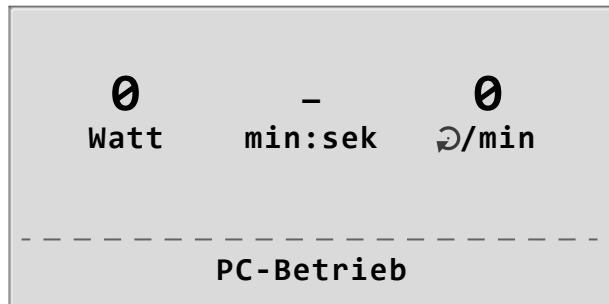 0 – 0
Watt min:sek /min
PC-Betrieb